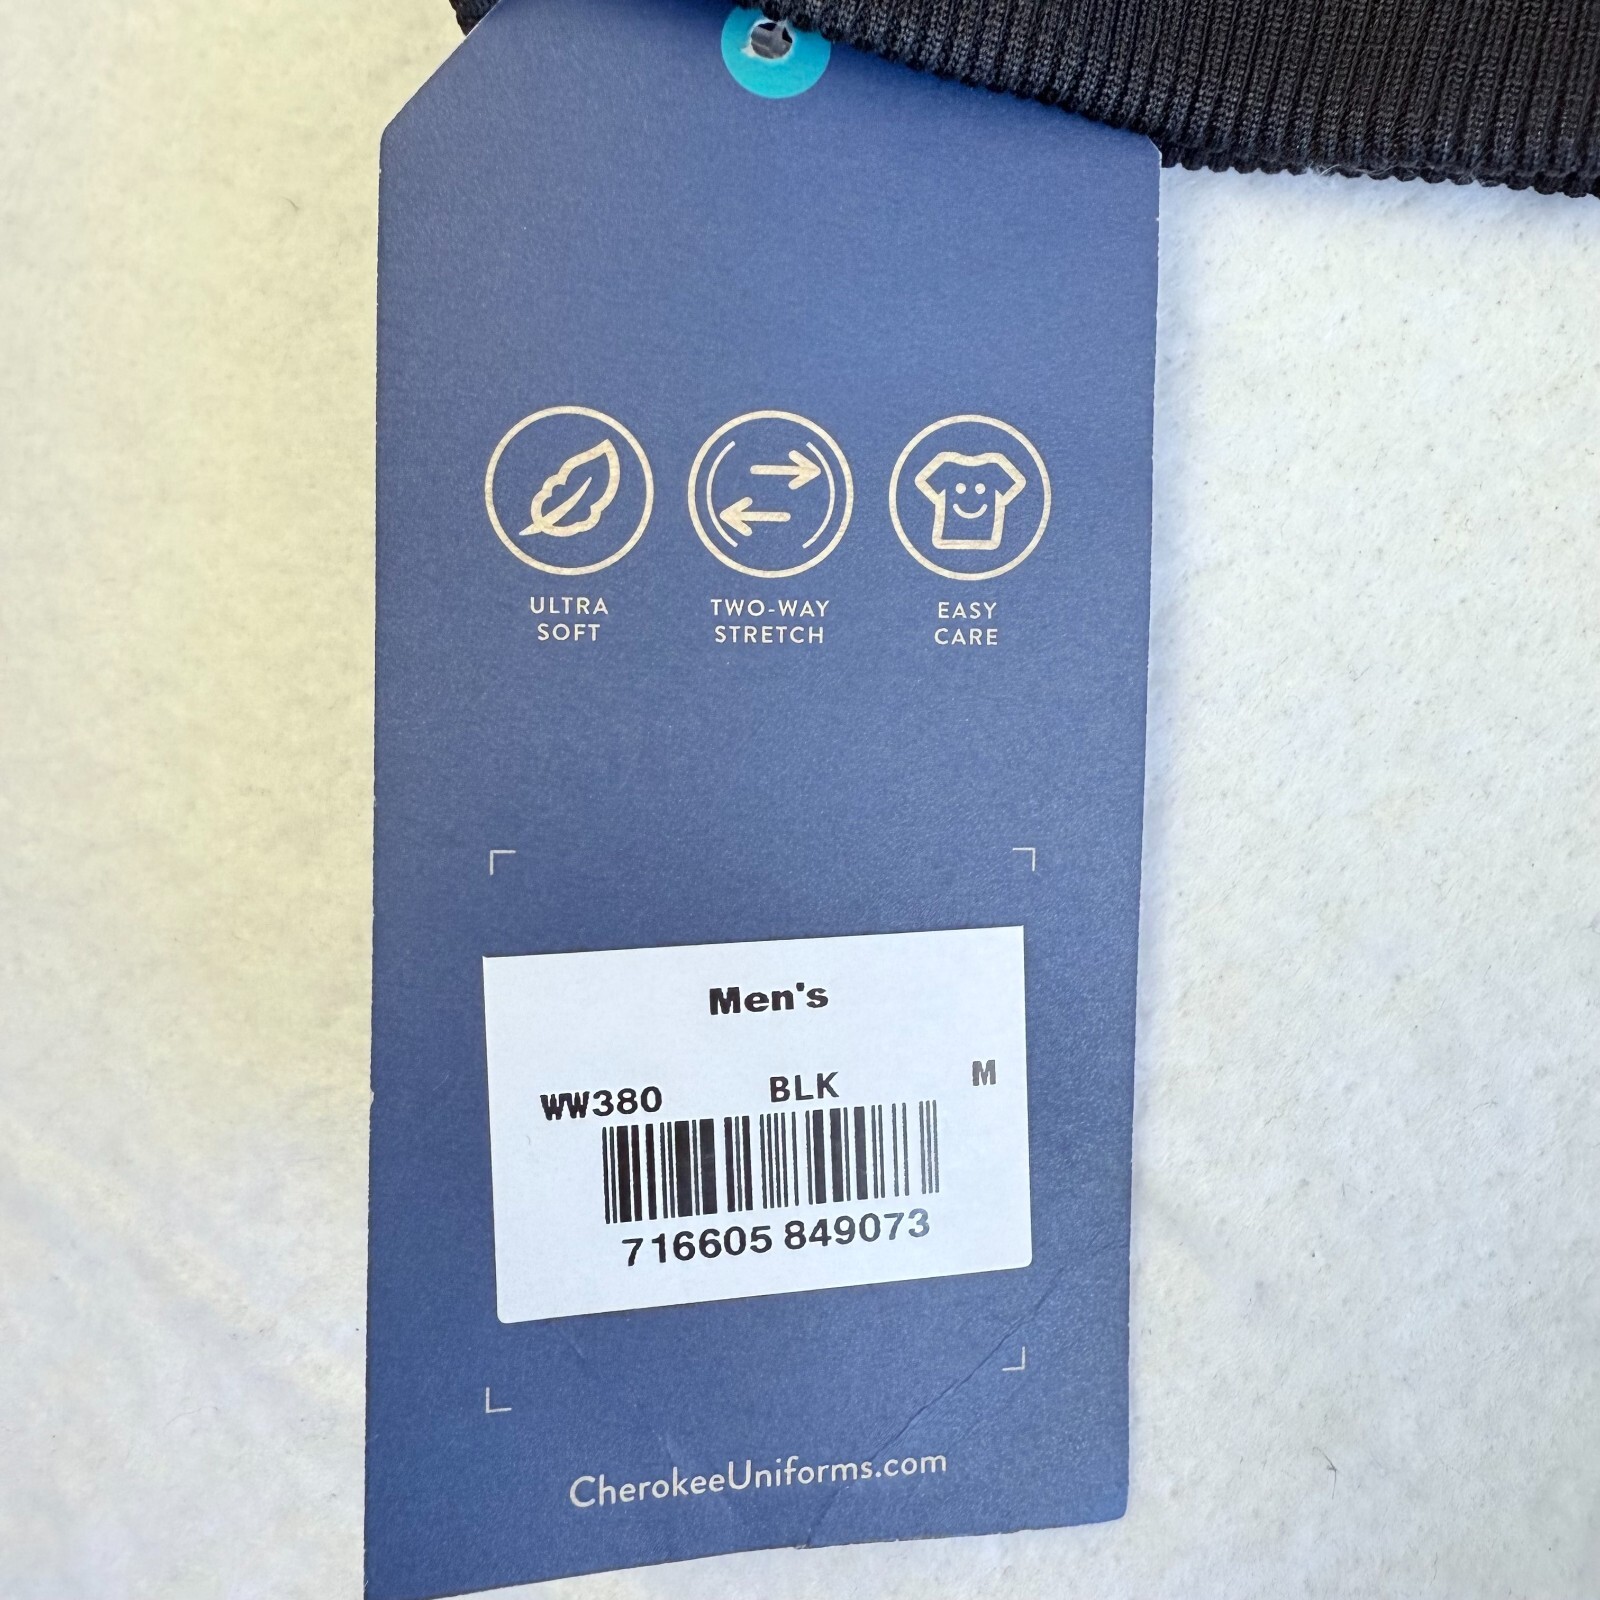 ULTRA
SOFT
TWO-WAY
STRETCH
EASY
CARE
Men's
WW380 BLK M
716605 849073
CherokeeUniforms.com